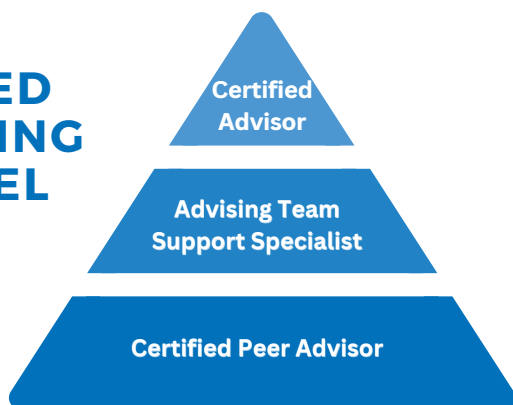 ED
ING
EL
Certified
Advisor
Advising Team
Support Specialist
Certified Peer Advisor